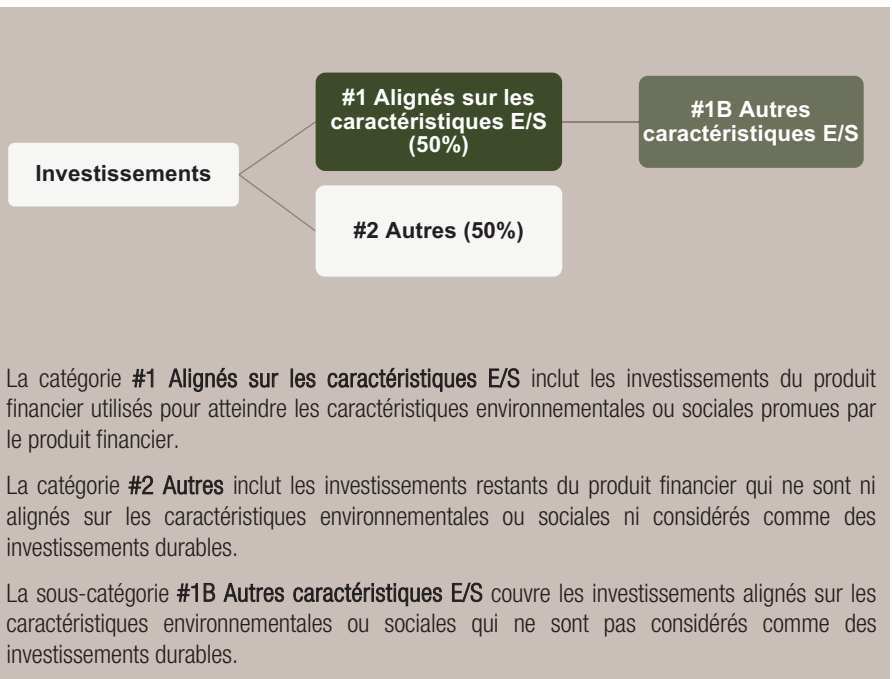 #1 Alignés sur les
caractéristiques E/S
(50%)
#1B Autres
caractéristiques E/S
Investissements
#2 Autres (50%)
La catégorie #1 Alignés sur les caractéristiques E/S inclut les investissements du produit
financier utilisés pour atteindre les caractéristiques environnementales ou sociales promues par
le produit financier.
La catégorie #2 Autres inclut les investissements restants du produit financier qui ne sont ni
alignés sur les caractéristiques environnementales ou sociales ni considérés comme des
investissements durables.
La sous-catégorie #1B Autres caractéristiques E/S couvre les investissements alignés sur les
caractéristiques environnementales ou sociales qui ne sont pas considérés comme des
investissements durables.